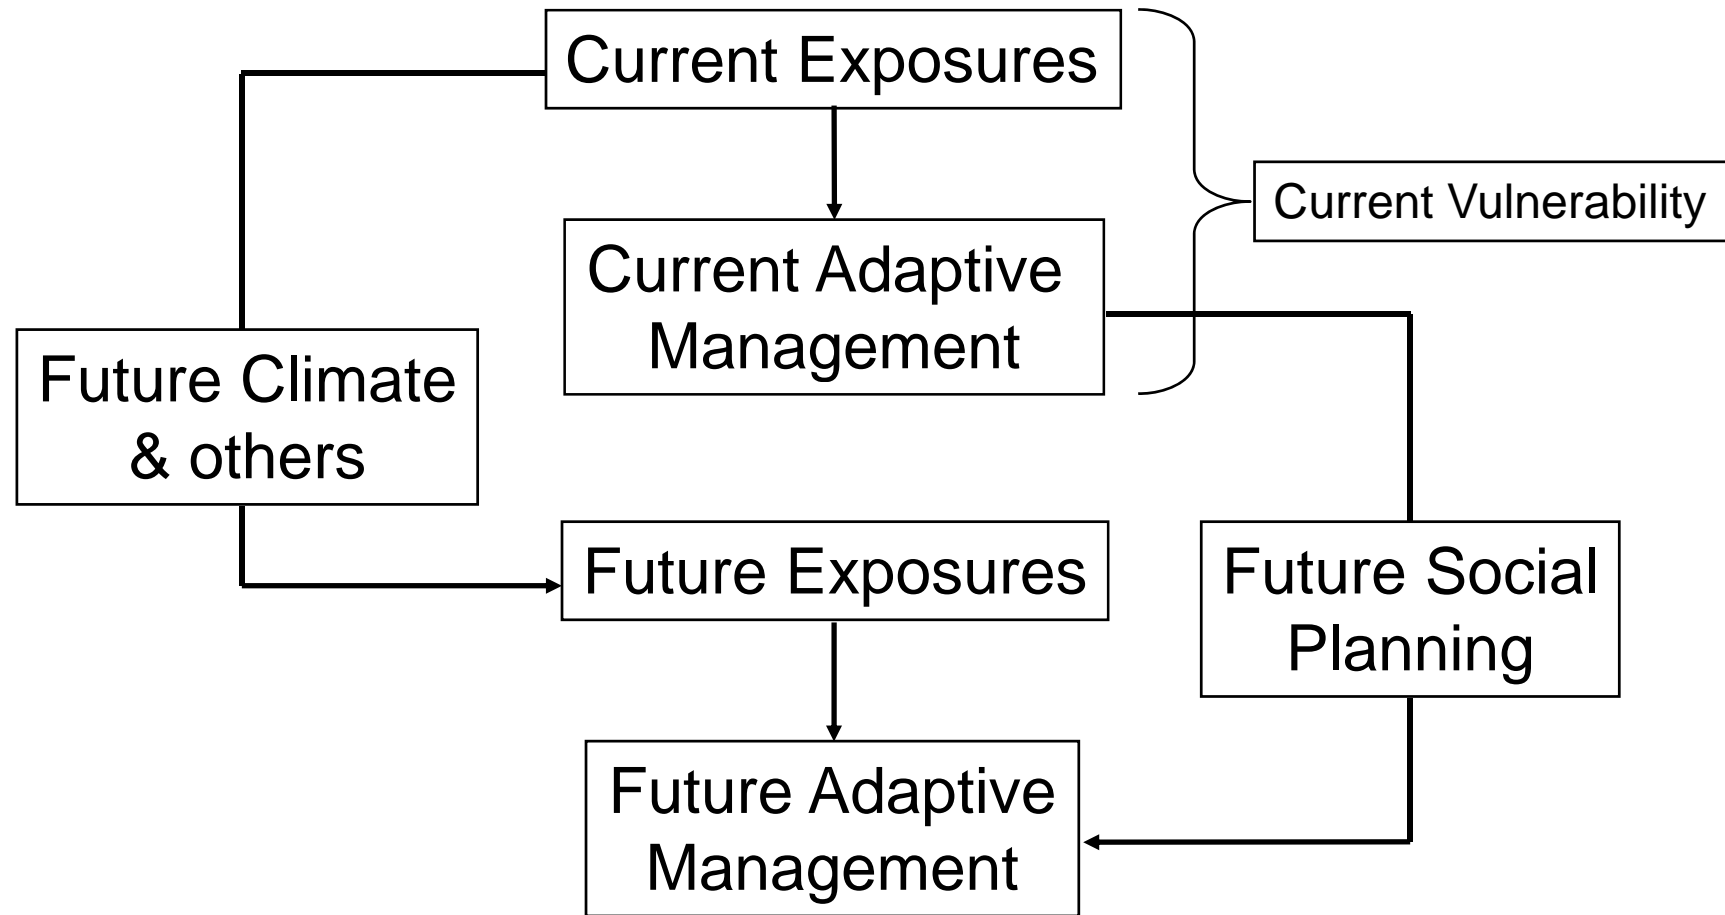 Current Exposures
Current Vulnerability
Current Adaptive
Management
Future Climate
& others
Future Exposures
Future Social
Planning
Future Adaptive
Management